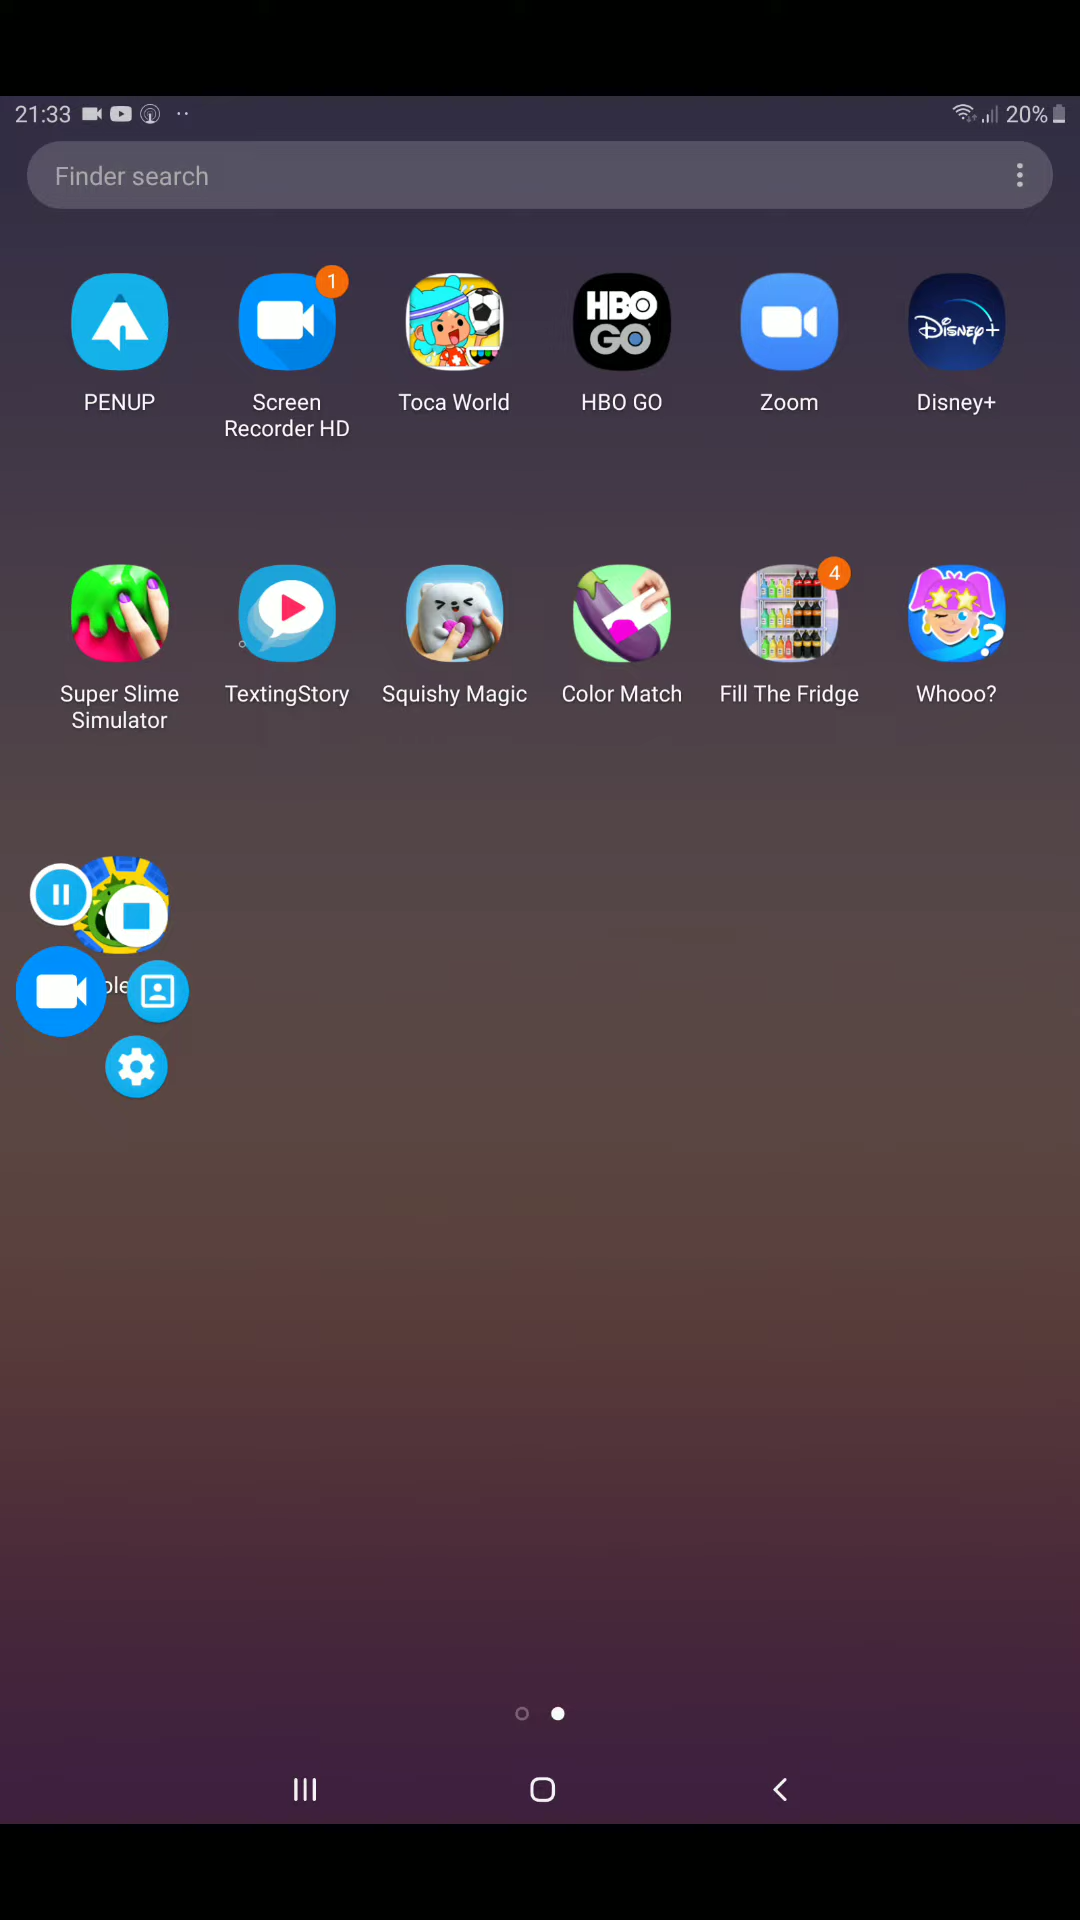 21:33
20%
Finder search
1
HBO
GO
Disney+
PENUP
Screen
Recorder HD
Toca World
HBO GO
Zoom
Disney+
4
?
Super Slime
Simulator
TextingStory
Squishy Magic
Color Match
Fill The Fridge
Whooo?